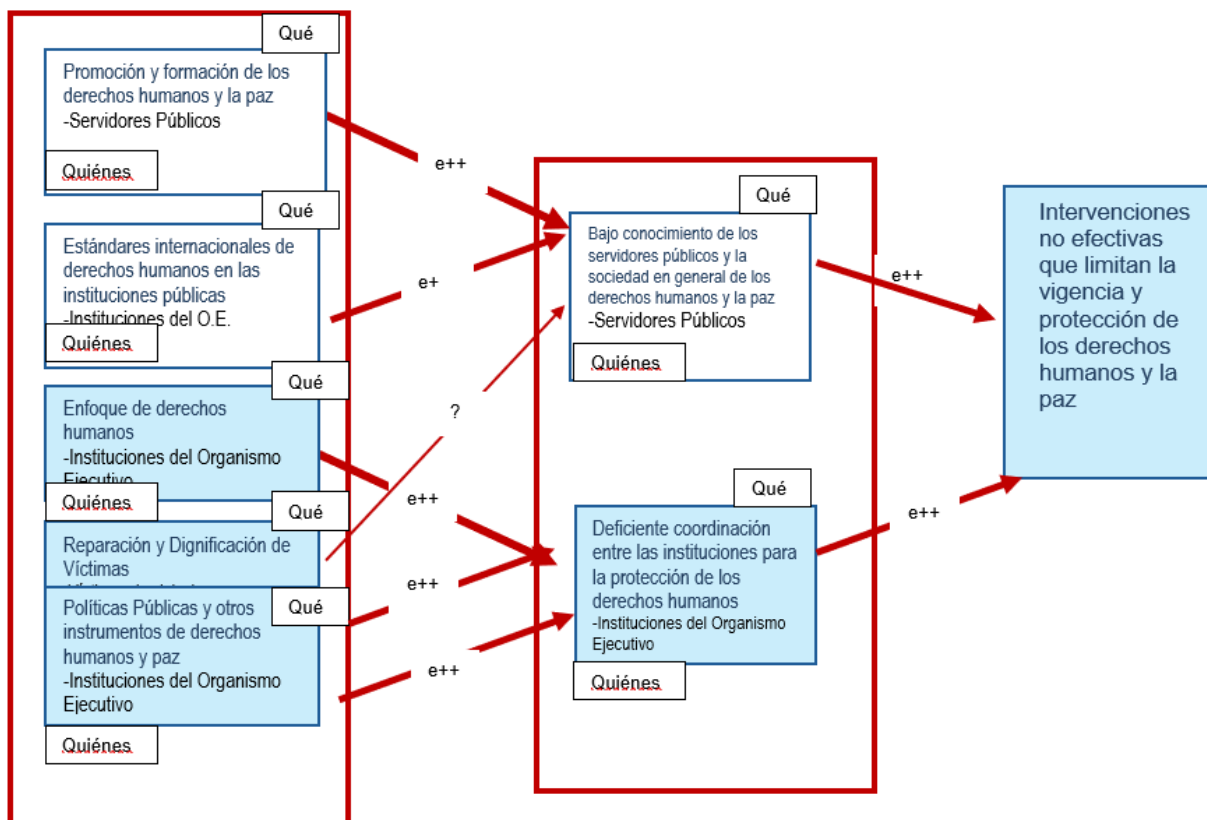 Qué
Promoción y formación de los
derechos humanos y la paz
-Servidores Públicos
Quiénes
Qué
Estándares internacionales de
derechos humanos en las
instituciones públicas
-Instituciones del O.E.
Quiénes
Qué
Enfoque de derechos
humanos
-Instituciones del Organismo
Ejecutivo
Quiénes
Qué
Reparación y Dignificación de
Víctimas
Qué
Políticas Públicas y otros
instrumentos de derechos
humanos y paz
-Instituciones del Organismo
Ejecutivo
Quiénes
e++
e+
?
e++
e++
e++
Qué
Bajo conocimiento de los
servidores públicos y la
sociedad en general de los
derechos humanos y la paz
-Servidores Públicos
Quiénes
Qué
Deficiente coordinación
entre las instituciones para
la protección de los
derechos humanos
-Instituciones del Organismo
Ejecutivo
Quiénes
e++
e++
Intervenciones
no efectivas
que limitan la
vigencia y
protección de
los derechos
humanos y la
paz